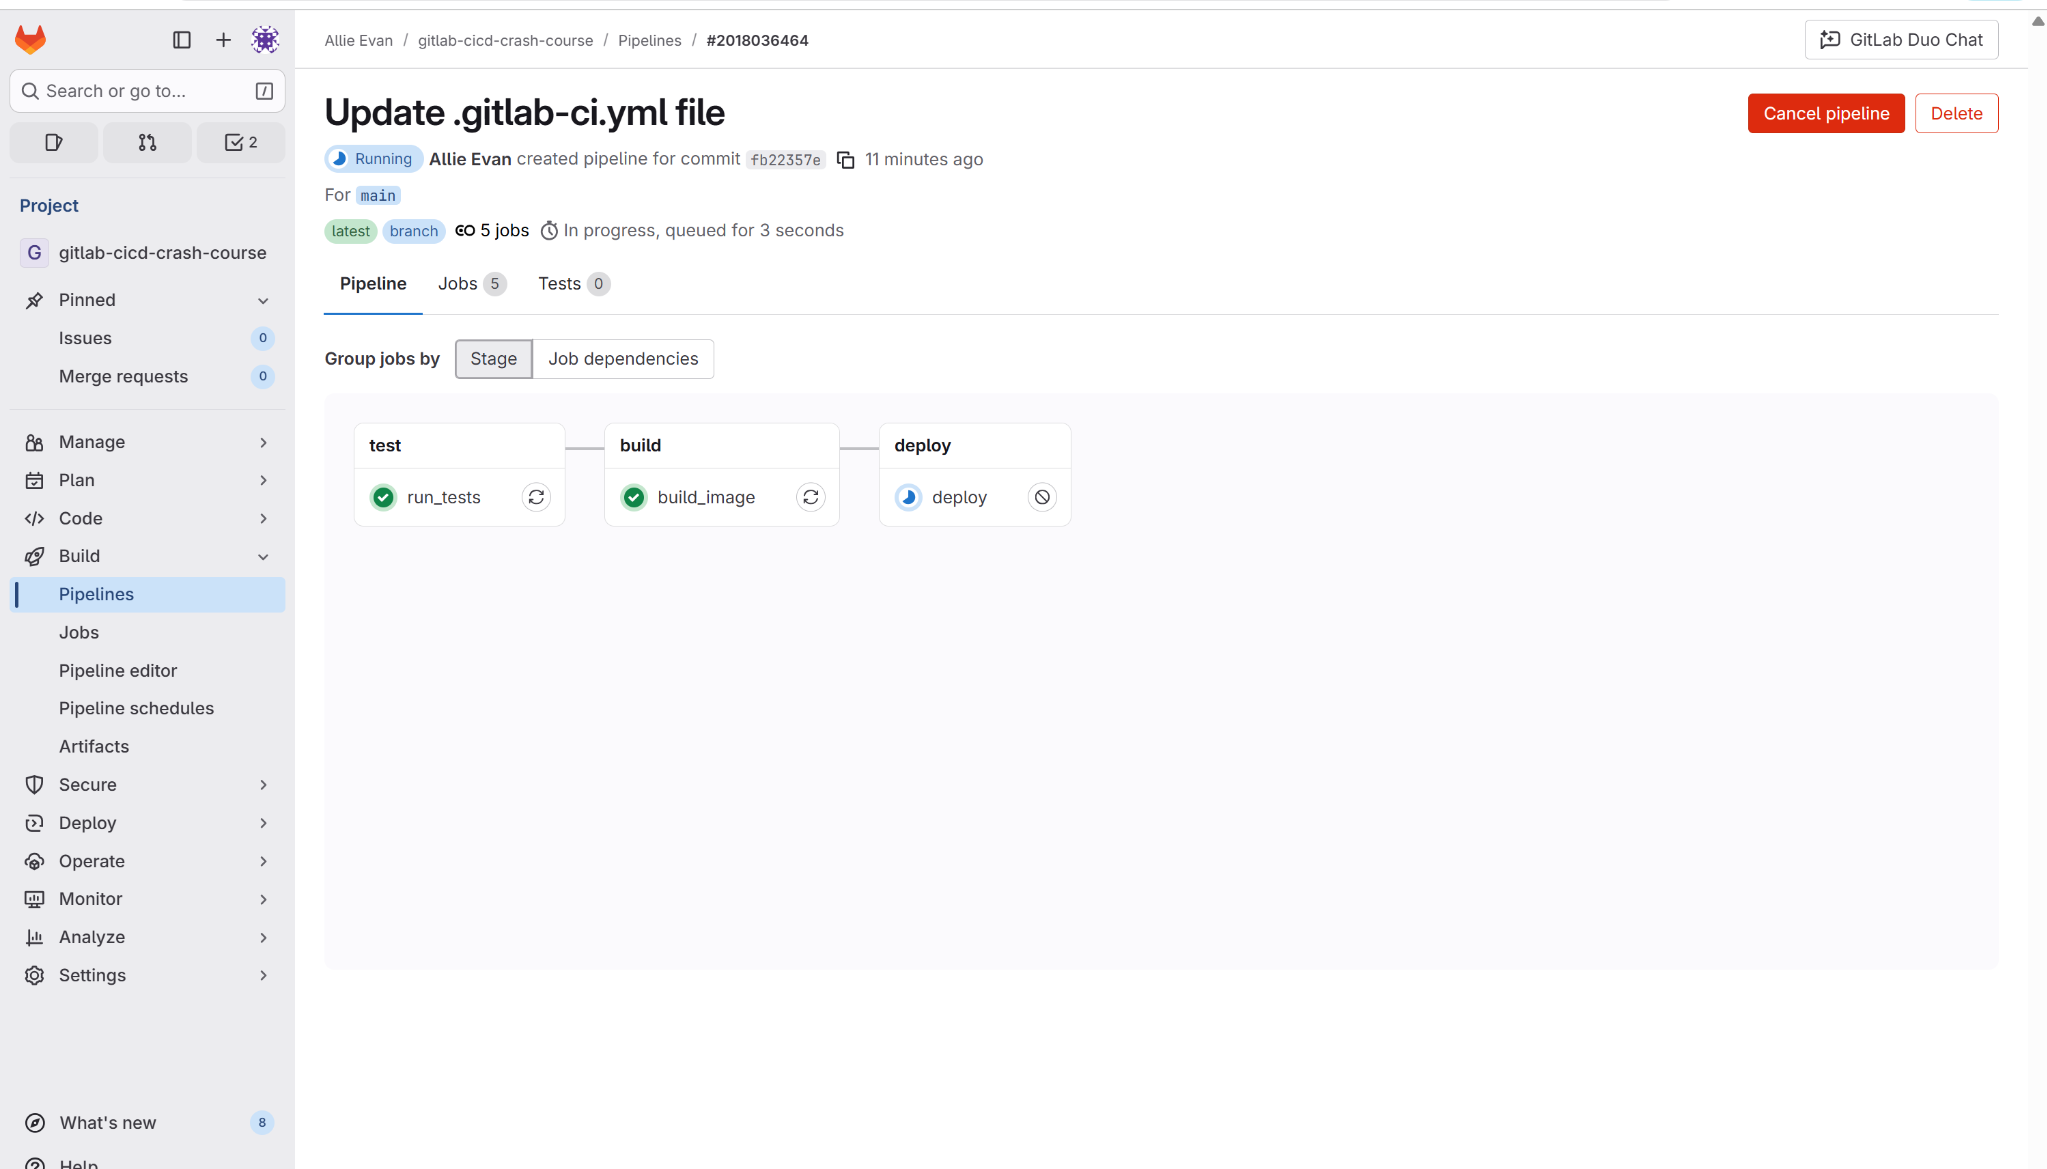 Allie Evan / gitlab-cicd-crash-course / Pipelines / #2018036464
GitLab Duo Chat
Search or go to...
/
2
Project
G gitlab-cicd-crash-course
Pinned
Issues 0
Merge requests 0
Manage
Plan
Code
Build
Pipelines
Jobs
Pipeline editor
Pipeline schedules
Artifacts
Secure
Deploy
Operate
Monitor
Analyze
Settings
What's new 8
Help
Update .gitlab-ci.yml file
Cancel pipeline
Delete
Running Allie Evan created pipeline for commit fb22357e 11 minutes ago
For main
latest branch 5 jobs In progress, queued for 3 seconds
Pipeline Jobs 5 Tests 0
Group jobs by Stage Job dependencies
test
run_tests
build
build_image
deploy
deploy